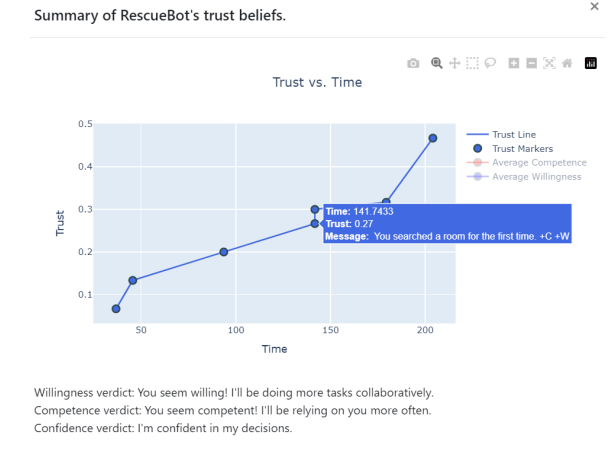 Summary of RescueBot's trust beliefs.
×
Trust vs. Time
0.5
0.4
0.3
0.2
0.1
Trust
50
100
150
200
Time
Trust Line
Trust Markers
Average Competence
Average Willingness
Time: 141.7433
Trust: 0.27
Message: You searched a room for the first time. +C +W
Willingness verdict: You seem willing! I'll be doing more tasks collaboratively.
Competence verdict: You seem competent! I'll be relying on you more often.
Confidence verdict: I'm confident in my decisions.